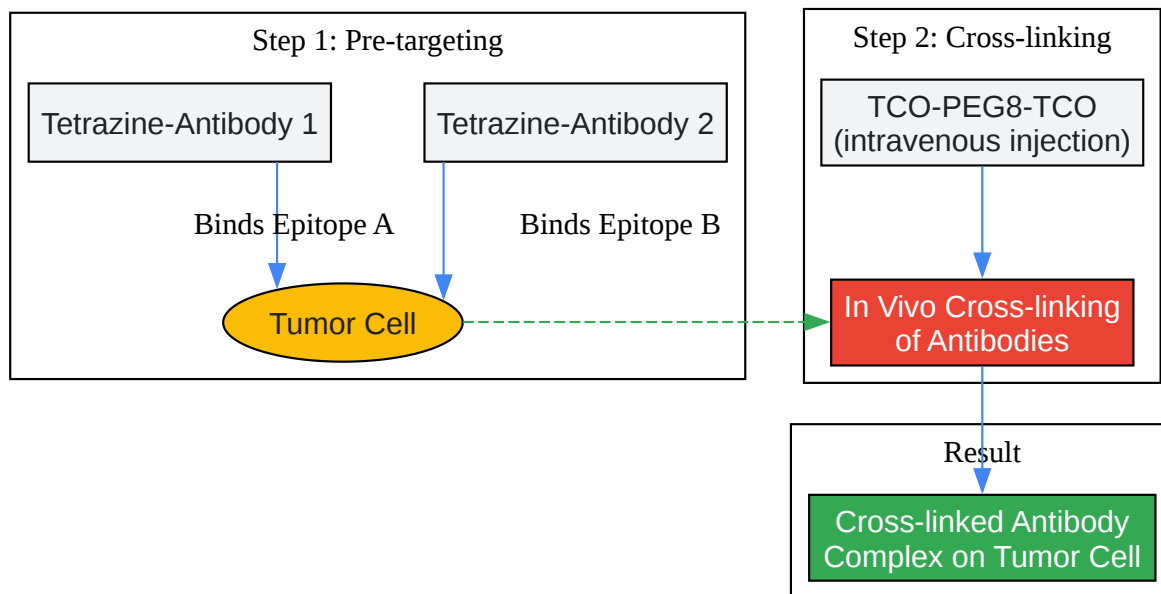 Step 1: Pre-targeting
Tetrazine-Antibody 1
Tetrazine-Antibody 2
Binds Epitope A
Binds Epitope B
Tumor Cell
Step 2: Cross-linking
TCO-PEG8-TCO
(intravenous injection)
In Vivo Cross-linking
of Antibodies
Result
Cross-linked Antibody
Complex on Tumor Cell